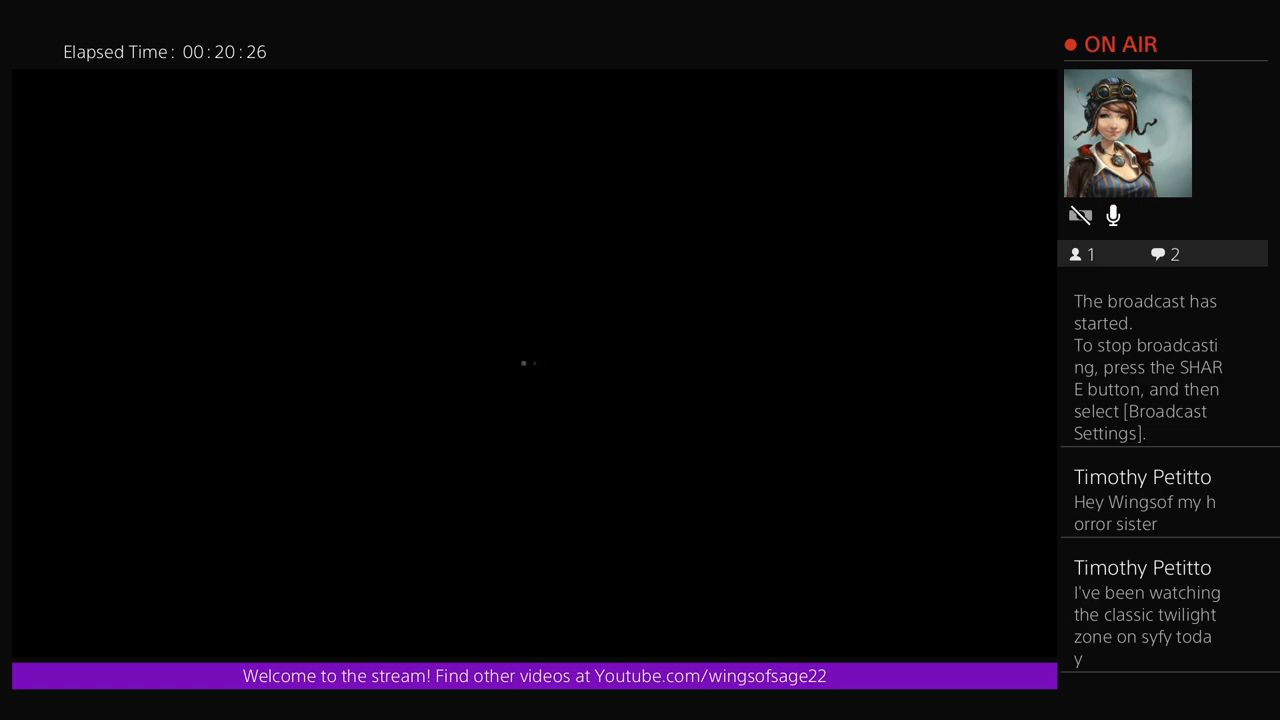 Elapsed Time: 00:20:26
ON AIR
1
2
The broadcast has
started.
To stop broadcasti
ng, press the SHAR
E button, and then
select [Broadcast
Settings].
Timothy Petitto
Hey Wingsof my h
orror sister
Timothy Petitto
I've been watching
the classic twilight
zone on syfy toda
y
Welcome to the stream! Find other videos at Youtube.com/wingsofsage22